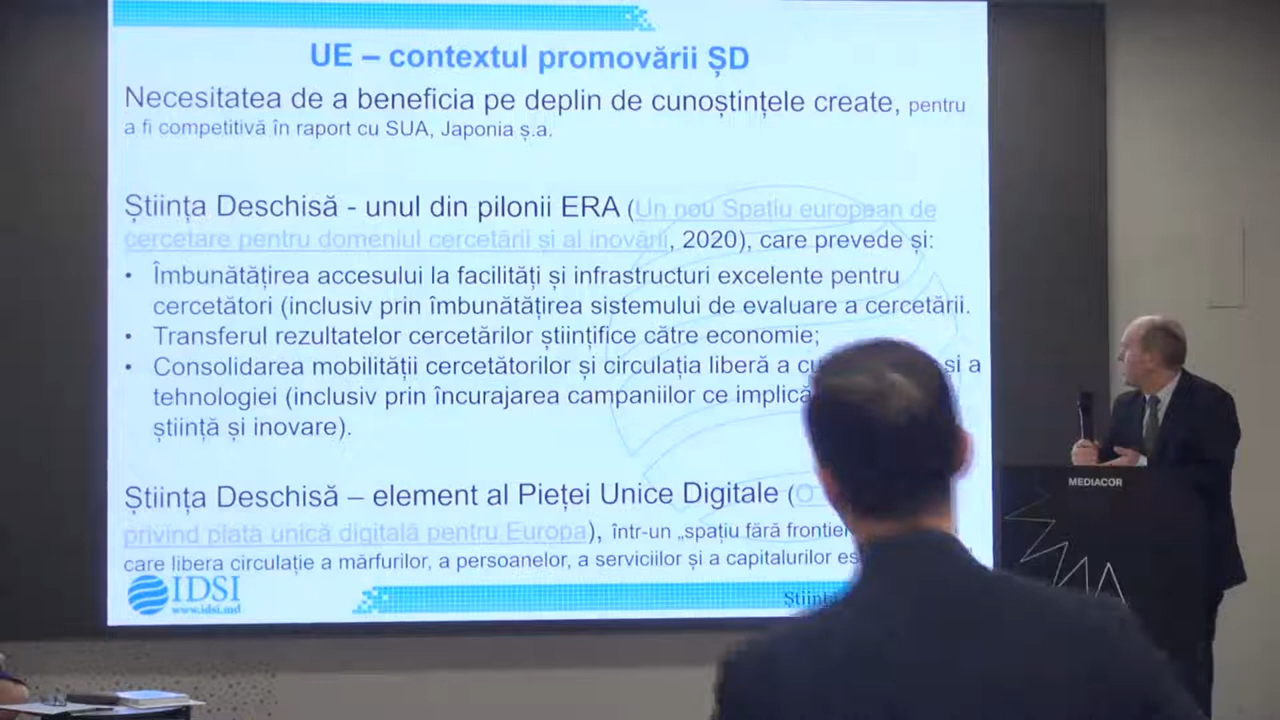 UE – contextul promovării ȘD
Necesitatea de a beneficia pe deplin de cunoștințele create, pentru
a fi competitivă în raport cu SUA, Japonia ș.a.
Știința Deschisă - unul din pilonii ERA (Un nou Spațiu european de
cercetare pentru domeniul cercetării și al inovării, 2020), care prevede și:
• Îmbunătățirea accesului la facilități și infrastructuri excelente pentru
cercetători (inclusiv prin îmbunătățirea sistemului de evaluare a cercetării.
• Transferul rezultatelor cercetărilor științifice către economie;
• Consolidarea mobilității cercetătorilor și circulația liberă a și a
tehnologiei (inclusiv prin încurajarea campaniilor ce implică
știință și inovare).
Știința Deschisă – element al Pieței Unice Digitale (O
privind piața unică digitală pentru Europa), într-un „spațiu fără
care libera circulație a mărfurilor, a persoanelor, a serviciilor și a capitalurilor
IDSI
www.idsi.md
MEDIACOR